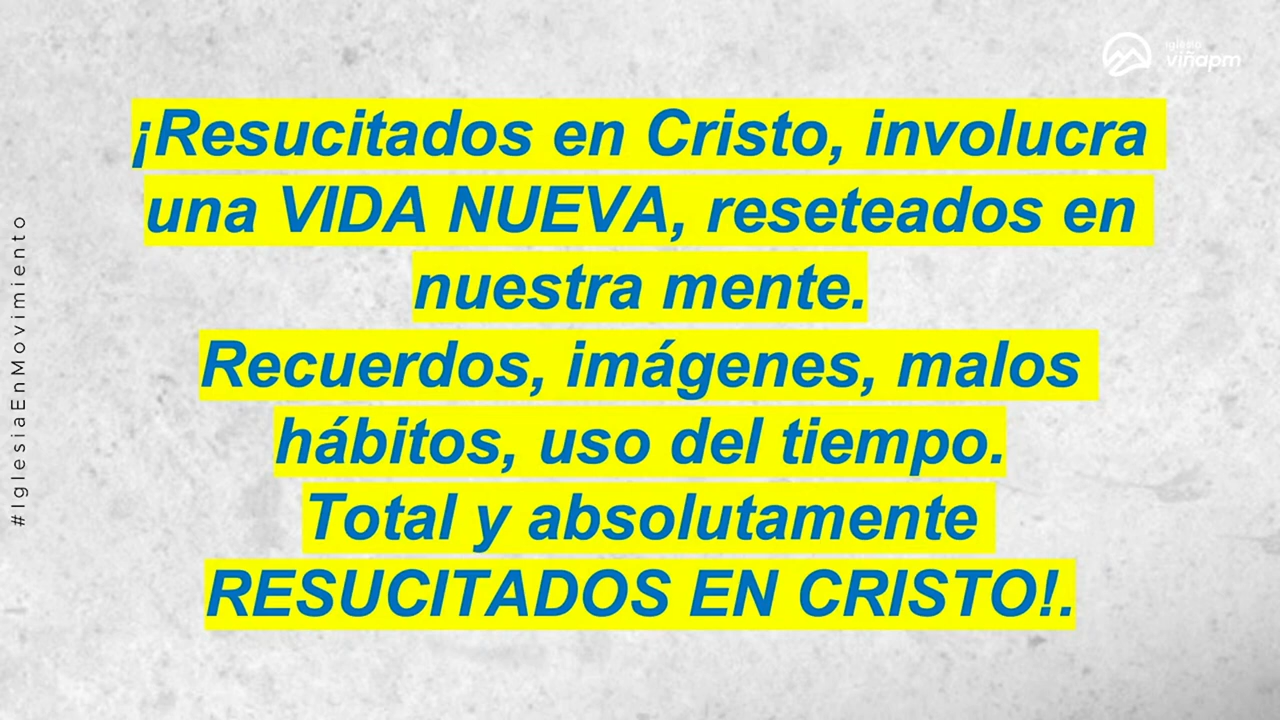 Iglesia
viñapm
¡Resucitados en Cristo, involucra
una VIDA NUEVA, reseteados en
nuestra mente.
Recuerdos, imágenes, malos
hábitos, uso del tiempo.
Total y absolutamente
RESUCITADOS EN CRISTO!.
#IglesiaEnMovimiento